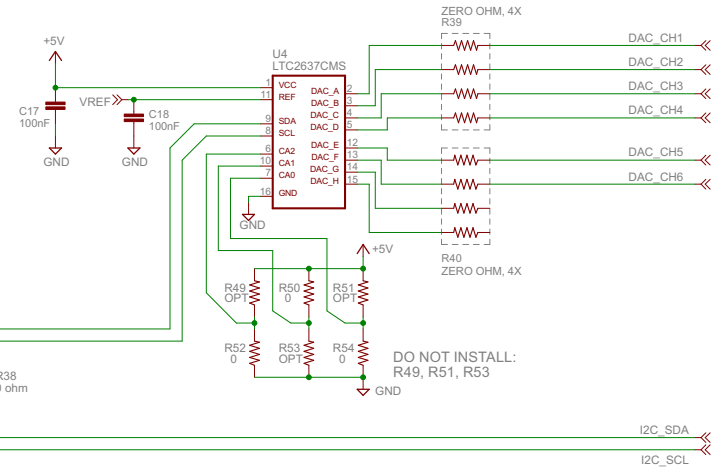 ZERO OHM, 4X
R39
DAC_CH1
DAC_CH2
DAC_CH3
DAC_CH4
+5V
U4
LTC2637CMS
C17
100nF
VREF
C18
100nF
GND
GND
1
11
9
8
6
10
7
16
VCC
REF
SDA
SCL
CA2
CA1
CA0
GND
DAC_A
DAC_B
DAC_C
DAC_D
DAC_E
DAC_F
DAC_G
DAC_H
2
3
4
5
12
13
14
15
DAC_CH5
DAC_CH6
GND
R40
ZERO OHM, 4X
+5V
R49
OPT
R50
0
R51
OPT
R52
0
R53
OPT
R54
0
DO NOT INSTALL:
R49, R51, R53
GND
R38
ohm
I2C_SDA
I2C_SCL